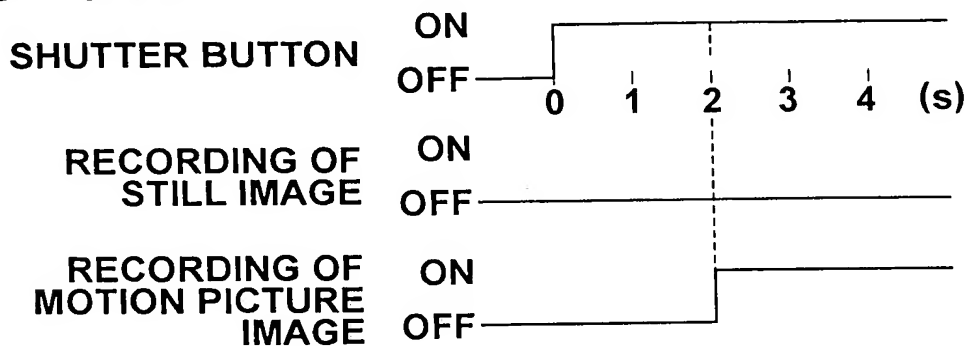 ON
SHUTTER BUTTON
OFF
0 1 2 3 4 (s)
ON
RECORDING OF
STILL IMAGE
OFF
RECORDING OF
MOTION PICTURE
IMAGE
ON
OFF